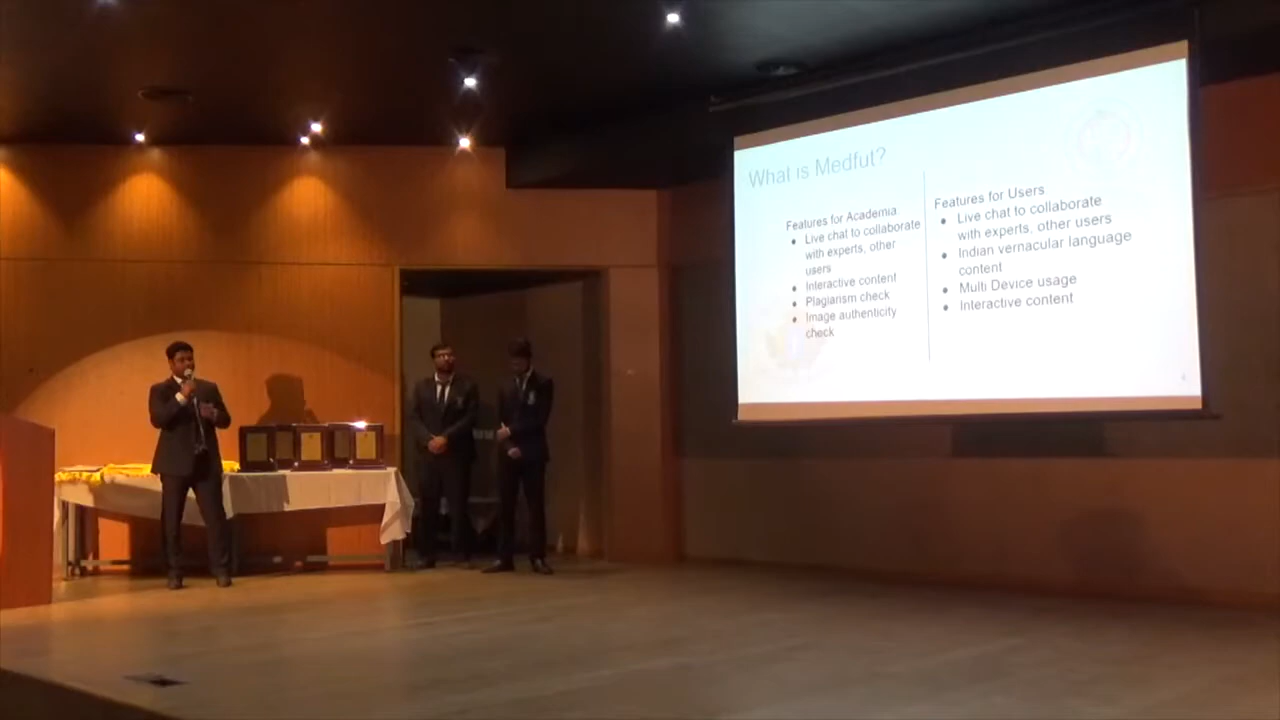 What is Medful?
Features for Academia
● Live chat to collaborate
with experts, other
users
● Interactive content
● Plagiarism check
● Image authenticity
check
Features for Users
● Live chat to collaborate
with experts, other users
● Indian vernacular language
content
● Multi Device usage
● Interactive content